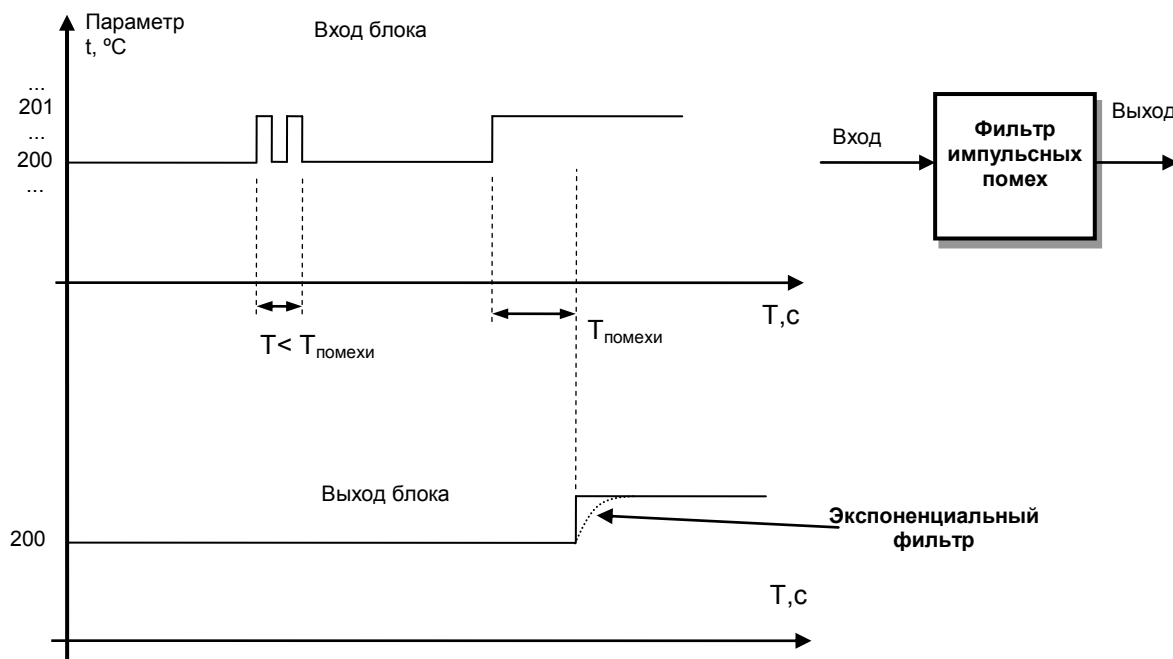 Параметр
t, ºC
Вход блока
...
201
...
200
...
Вход
Фильтр
импульсных
помех
Выход
T,c
T< Tпомехи
Tпомехи
Выход блока
200
Экспоненциальный
фильтр
T,c